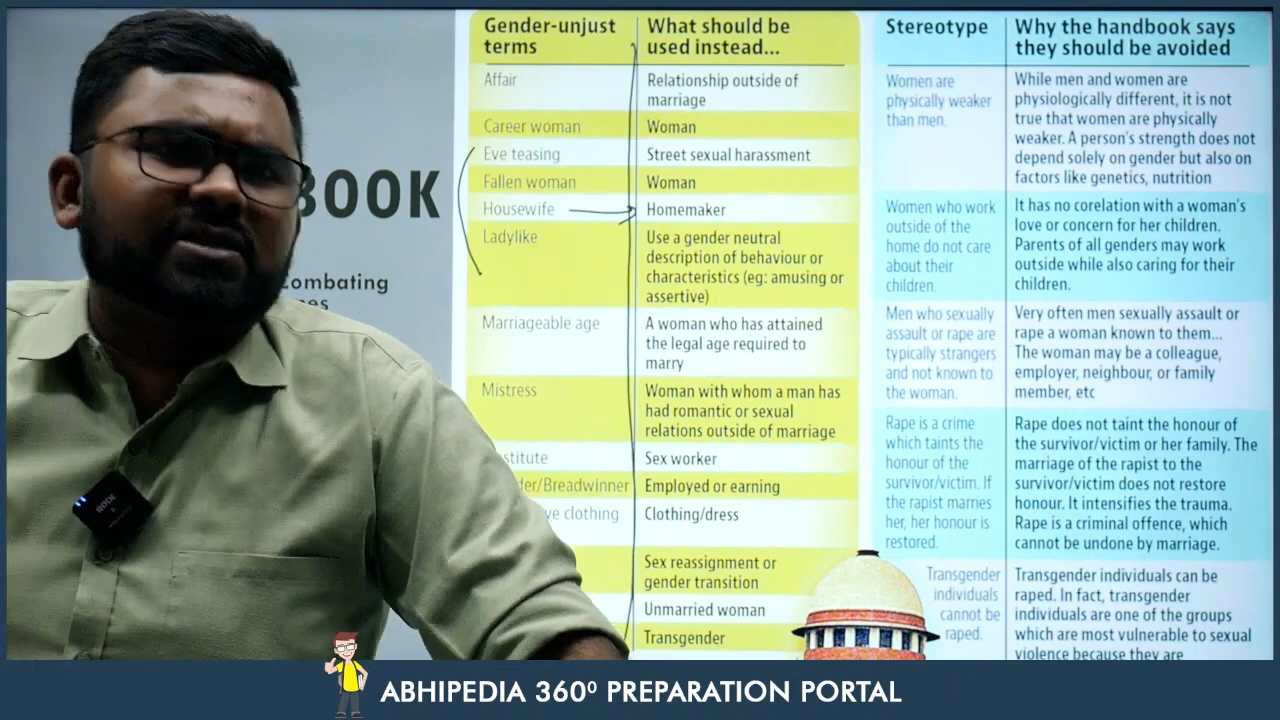 BOOK
Combating
Gender-unjust
terms
What should be
used instead...
Affair
Relationship outside of
marriage
Career woman
Woman
Eve teasing
Street sexual harassment
Fallen woman
Woman
Housewife
Homemaker
Ladylike
Use a gender neutral
description of behaviour or
characteristics (eg: amusing or
assertive)
Marriageable age
A woman who has attained
the legal age required to
marry
Mistress
Woman with whom a man has
had romantic or sexual
relations outside of marriage
stitute
Sex worker
der/Breadwinner
Employed or earning
ve clothing
Clothing/dress
Sex reassignment or
gender transition
Unmarried woman
Transgender
Stereotype
Why the handbook says
they should be avoided
Women are
physically weaker
than men.
While men and women are
physiologically different, it is not
true that women are physically
weaker. A person's strength does not
depend solely on gender but also on
factors like genetics, nutrition
Women who work
outside of the
home do not care
about their
children.
It has no corelation with a woman's
love or concern for her children.
Parents of all genders may work
outside while also caring for their
children.
Men who sexually
assault or rape are
typically strangers
and not known to
the woman.
Very often men sexually assault or
rape a woman known to them...
The woman may be a colleague,
employer, neighbour, or family
member, etc
Rape is a crime
which taints the
honour of the
survivor/victim. If
the rapist marries
her, her honour is
restored.
Rape does not taint the honour of
the survivor/victim or her family. The
marriage of the rapist to the
survivor/victim does not restore
honour. It intensifies the trauma.
Rape is a criminal offence, which
cannot be undone by marriage.
Transgender
individuals
cannot be
raped.
Transgender individuals can be
raped. In fact, transgender
individuals are one of the groups
which are most vulnerable to sexual
violence because they are
RODE
ABHIPEDIA 360⁰ PREPARATION PORTAL